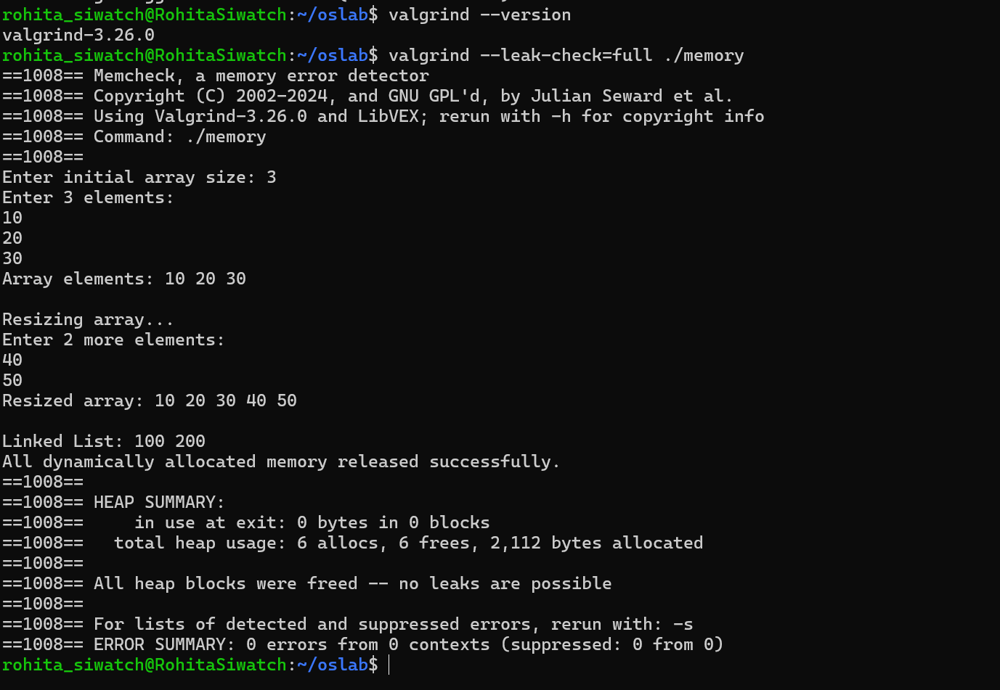 rohita_siwatch@RohitaSiwatch:~/oslab$ valgrind --version
valgrind-3.26.0
rohita_siwatch@RohitaSiwatch:~/oslab$ valgrind --leak-check=full ./memory
==1008== Memcheck, a memory error detector
==1008== Copyright (C) 2002-2024, and GNU GPL'd, by Julian Seward et al.
==1008== Using Valgrind-3.26.0 and LibVEX; rerun with -h for copyright info
==1008== Command: ./memory
==1008==
Enter initial array size: 3
Enter 3 elements:
10
20
30
Array elements: 10 20 30

Resizing array...
Enter 2 more elements:
40
50
Resized array: 10 20 30 40 50

Linked List: 100 200
All dynamically allocated memory released successfully.
==1008==
==1008== HEAP SUMMARY:
==1008==     in use at exit: 0 bytes in 0 blocks
==1008==   total heap usage: 6 allocs, 6 frees, 2,112 bytes allocated
==1008==
==1008== All heap blocks were freed -- no leaks are possible
==1008==
==1008== For lists of detected and suppressed errors, rerun with: -s
==1008== ERROR SUMMARY: 0 errors from 0 contexts (suppressed: 0 from 0)
rohita_siwatch@RohitaSiwatch:~/oslab$